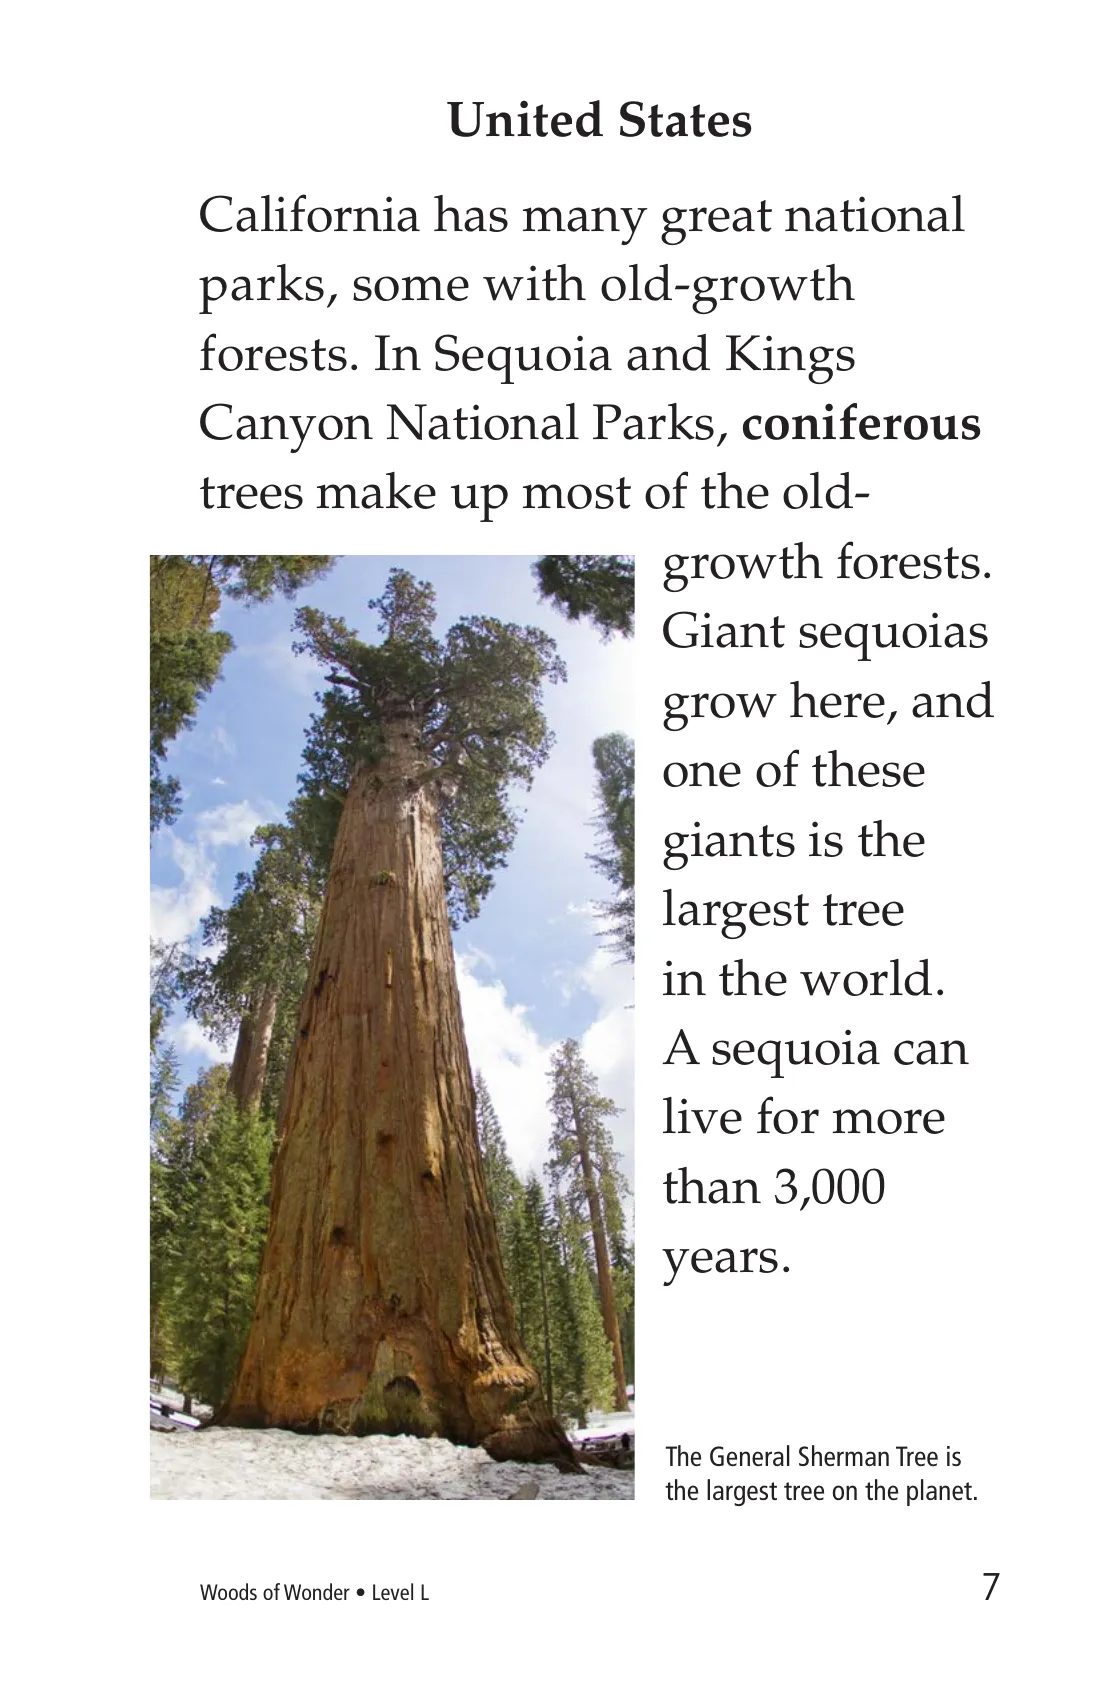 United States
California has many great national
parks, some with old-growth
forests. In Sequoia and Kings
Canyon National Parks, coniferous
trees make up most of the old-
growth forests.
Giant sequoias
grow here, and
one of these
giants is the
largest tree
in the world.
A sequoia can
live for more
than 3,000
years.
The General Sherman Tree is
the largest tree on the planet.
Woods of Wonder • Level L
7